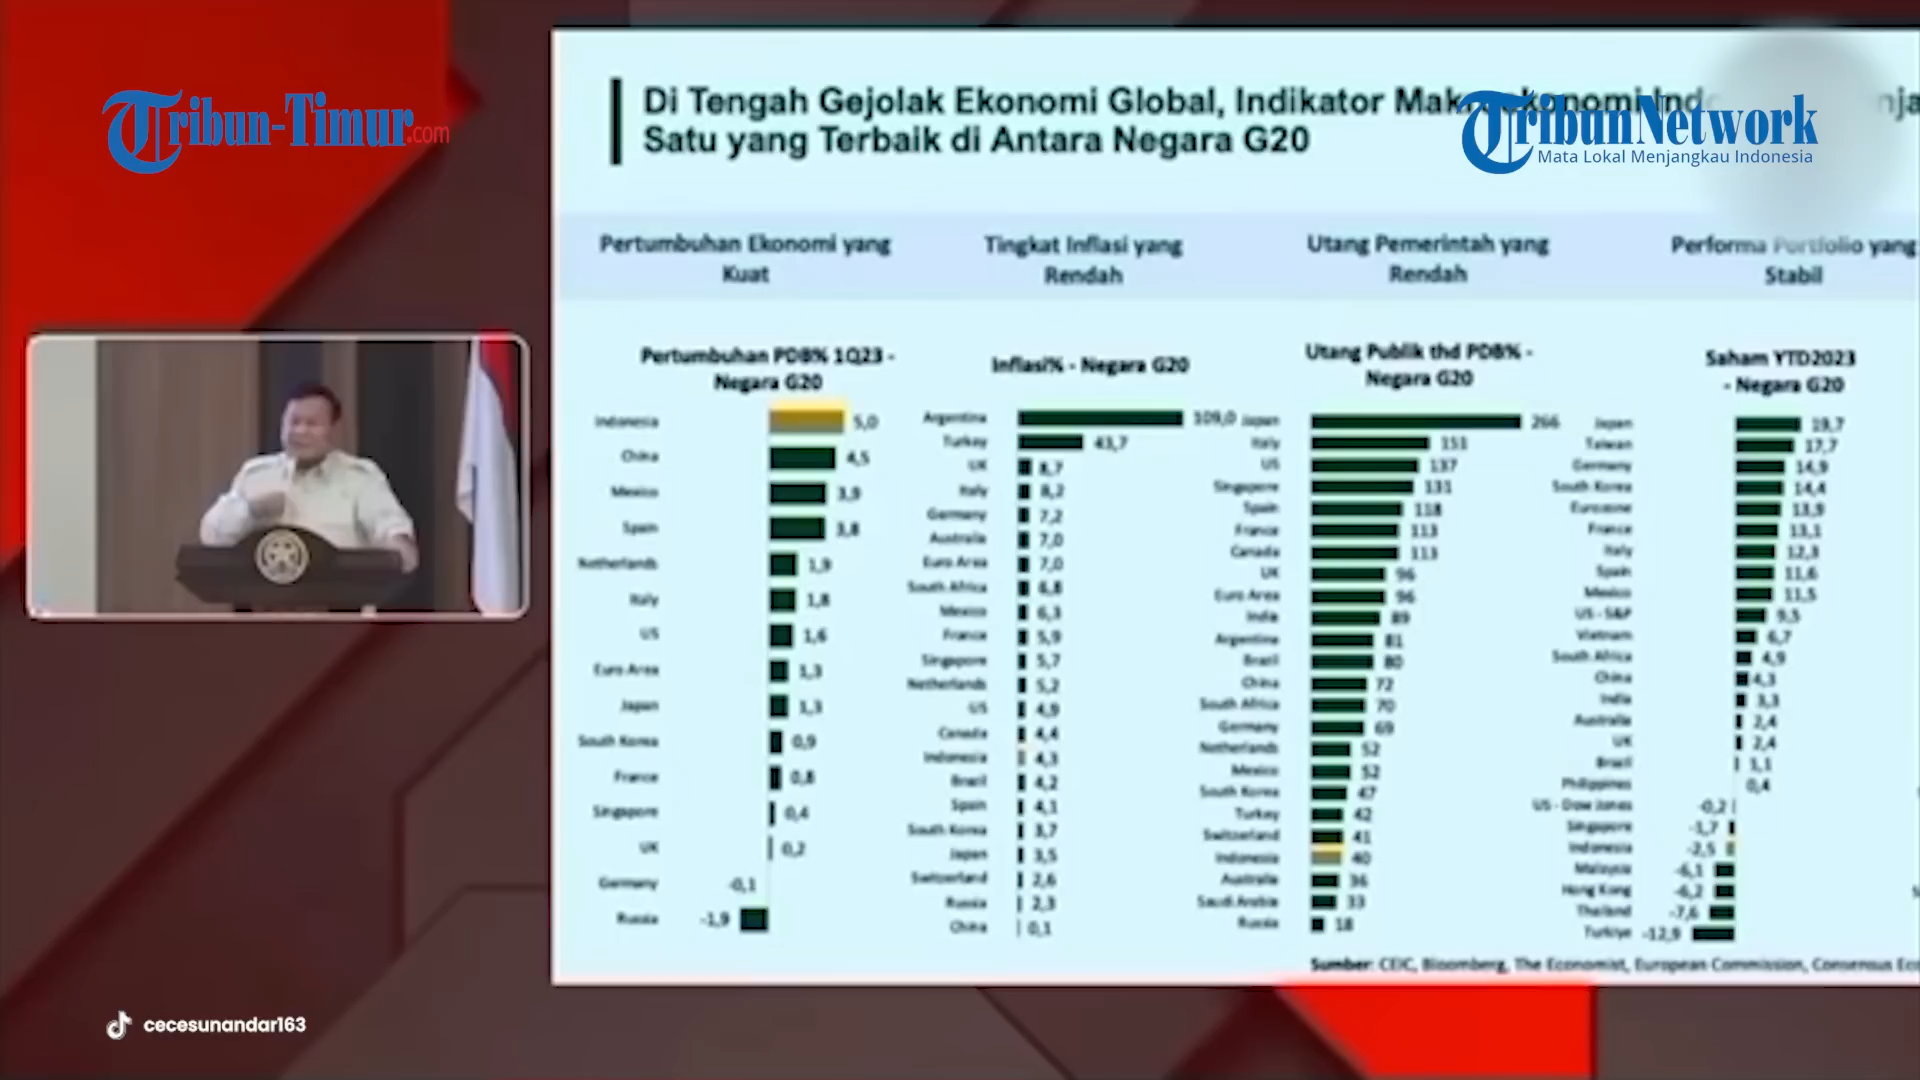 Tribun-Timur.com
TribunNetwork
Mata Lokal Menjangkau Indonesia
Di Tengah Gejolak Ekonomi Global, Indikator
Satu yang Terbaik di Antara Negara G20
Pertumbuhan Ekonomi yang
Kuat
Tingkat Inflasi yang
Rendah
Utang Pemerintah yang
Rendah
Performa Portfolio yang
Stabil
Pertumbuhan PDB% 1Q23 -
Negara G20
Indonesia 5,0
China 4,5
Mexico 3,9
Spain 3,8
Netherlands 1,9
Italy 1,8
US 1,6
Euro Area 1,3
Japan 1,3
South Korea 0,9
France 0,8
Singapore 0,4
UK 0,2
Germany -0,1
Russia -1,9
Inflasi% - Negara G20
Argentina 109,0
Turkey 43,7
UK 8,7
Italy 8,2
Germany 7,2
Australia 7,0
Euro Area 7,0
South Africa 6,8
Mexico 6,3
France 5,9
Singapore 5,7
Netherlands 5,2
US 4,9
Canada 4,4
Indonesia 4,3
Brazil 4,2
Spain 4,1
South Korea 3,7
Japan 3,5
Switzerland 2,6
Russia 2,3
China 0,1
Utang Publik thd PDB% -
Negara G20
Japan 266
Italy 151
US 137
Singapore 131
Spain 118
France 113
Canada 113
UK 96
Euro Area 96
India 89
Argentina 81
Brazil 80
China 72
South Africa 70
Germany 69
Netherlands 52
Mexico 52
South Korea 47
Turkey 42
Switzerland 41
Indonesia 40
Australia 36
Saudi Arabia 33
Russia 18
Saham YTD2023
- Negara G20
Japan 19,7
Taiwan 17,7
Germany 14,9
South Korea 14,4
Eurozone 13,9
France 13,1
Italy 12,3
Spain 11,6
Mexico 11,5
US - S&P 9,5
Vietnam 6,7
South Africa 4,9
China 4,3
India 3,3
Australia 2,4
UK 2,4
Brazil 1,1
Philippines 0,4
US - Dow Jones -0,2
Singapore -1,7
Indonesia -2,5
Malaysia -6,1
Hong Kong -6,2
Thailand -7,6
Turkiye -12,9
Sumber: CEIC, Bloomberg, The Economist, European Commission, Consensus
cecesunandar163